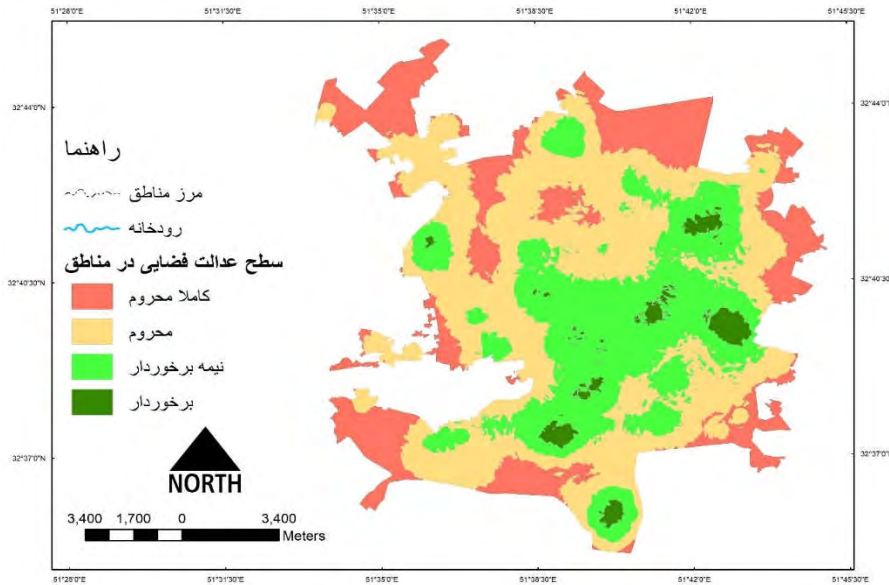 51°28'0"E 51°31'30"E 51°35'0"E 51°38'30"E 51°42'0"E 51°45'30"E
32°44'0"N 32°44'0"N
راهنما
مرز مناطق
رودخانه
سطح عدالت فضایی در مناطق
32°40'30"N 32°40'30"N
کاملا محروم
محروم
نیمه برخوردار
برخوردار
32°37'0"N 32°37'0"N
NORTH
3,400 1,700 0 3,400
Meters
51°28'0"E 51°31'30"E 51°35'0"E 51°38'30"E 51°42'0"E 51°45'30"E